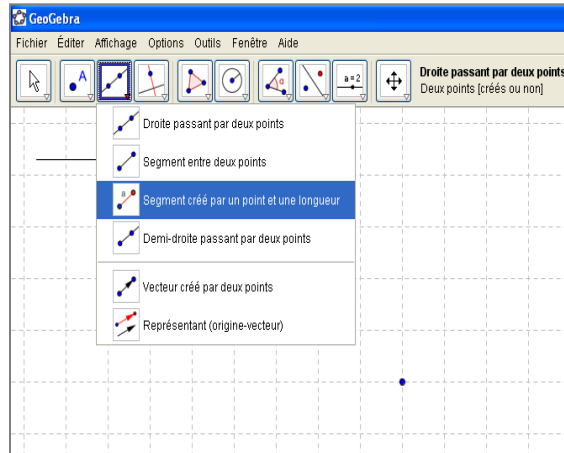 GeoGebra
Fichier Éditer Affichage Options Outils Fenêtre Aide
A
α
a = 2
Droite passant par deux points
Deux points [créés ou non]
Droite passant par deux points
Segment entre deux points
a
Segment créé par un point et une longueur
Demi-droite passant par deux points
Vecteur créé par deux points
Représentant (origine-vecteur)